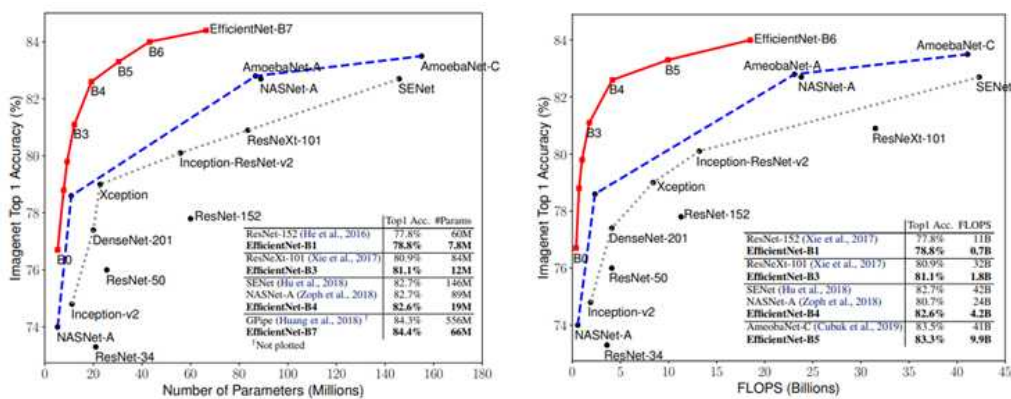 EfficientNet-B7
84
B6
B5
AmoebaNet-A
AmoebaNet-C
B4
NASNet-A
SENet
82
B3
ResNeXt-101
80
Inception-ResNet-v2
Xception
78
ResNet-152
DenseNet-201
B0
76
ResNet-50
Inception-v2
74
NASNet-A
ResNet-34
Top1 Acc. #Params
ResNet-152 (He et al., 2016) 77.8% 60M
EfficientNet-B1 78.8% 7.8M
ResNeXt-101 (Xie et al., 2017) 80.9% 84M
EfficientNet-B3 81.1% 12M
SENet (Hu et al., 2018) 82.7% 146M
NASNet-A (Zoph et al., 2018) 82.7% 89M
EfficientNet-B4 82.6% 19M
GPipe (Huang et al., 2018) † 84.3% 556M
EfficientNet-B7 84.4% 66M
†Not plotted
0 20 40 60 80 100 120 140 160 180
Number of Parameters (Millions)
Imagenet Top 1 Accuracy (%)
84
EfficientNet-B6
B5
AmeobaNet-A
AmoebaNet-C
B4
NASNet-A
SENet
82
B3
ResNeXt-101
80
Inception-ResNet-v2
Xception
78
ResNet-152
DenseNet-201
B0
76
ResNet-50
Inception-v2
74
NASNet-A
ResNet-34
Top1 Acc. FLOPS
ResNet-152 (Xie et al., 2017) 77.8% 11B
EfficientNet-B1 78.8% 0.7B
ResNeXt-101 (Xie et al., 2017) 80.9% 32B
EfficientNet-B3 81.1% 1.8B
SENet (Hu et al., 2018) 82.7% 42B
NASNet-A (Zoph et al., 2018) 80.7% 24B
EfficientNet-B4 82.6% 4.2B
AmoebaNet-C (Cubuk et al., 2019) 83.5% 41B
EfficientNet-B5 83.3% 9.9B
0 5 10 15 20 25 30 35 40 45
FLOPS (Billions)
Imagenet Top 1 Accuracy (%)